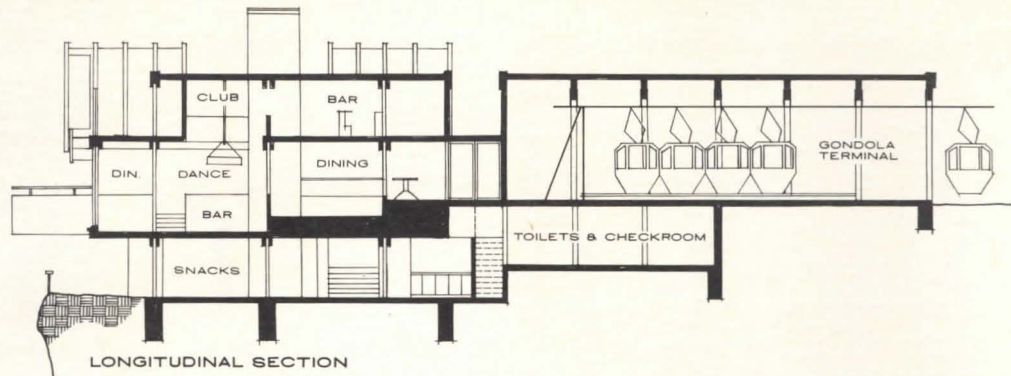 CLUB
BAR
DIN.
DANCE
DINING
GONDOLA
TERMINAL
BAR
TOILETS & CHECKROOM
SNACKS
LONGITUDINAL SECTION